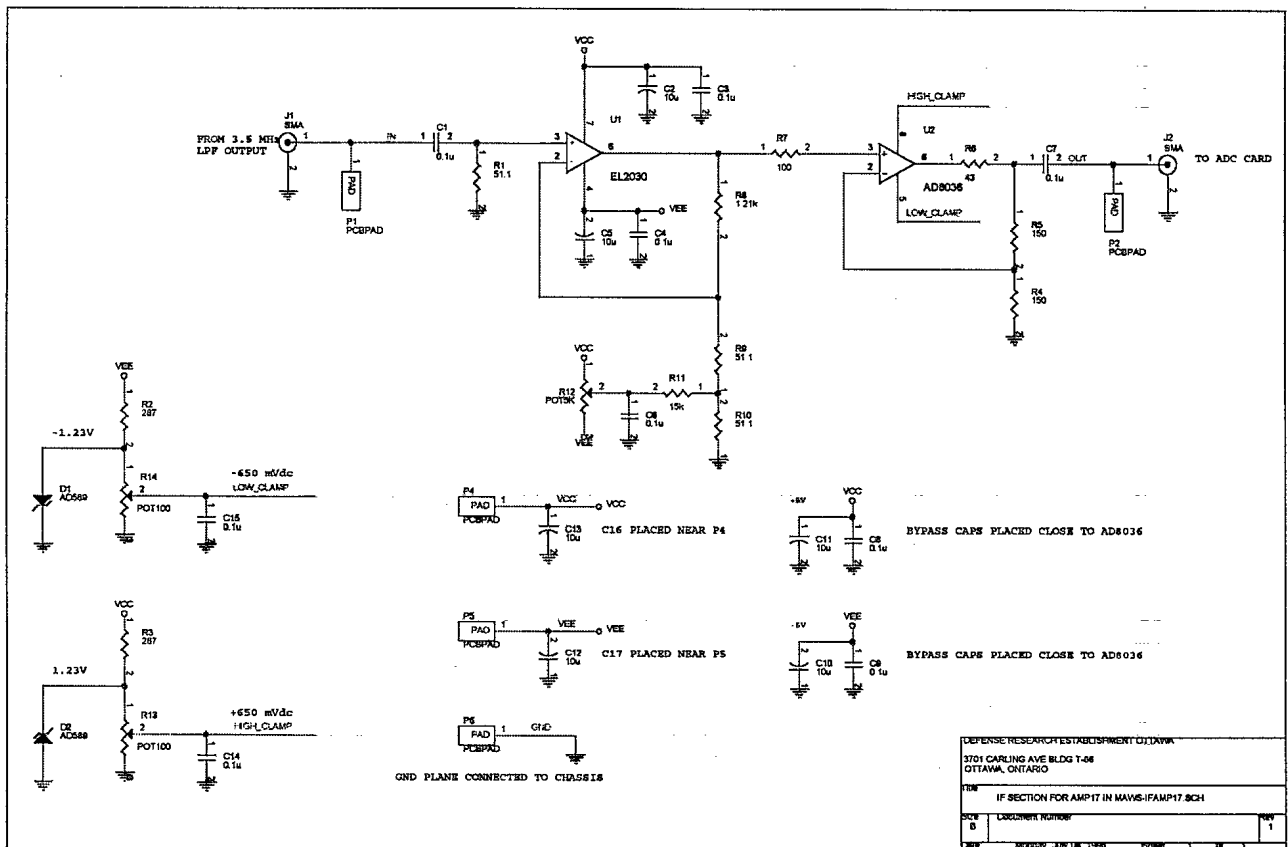 VCC
C2
10u
C3
0.1u
U1
J1
SMA
FROM 3.5 MHz
LPF OUTPUT
IN
C1
0.1u
R1
51.1
P1
PCBPAD
PAD
EL2030
VEE
C5
10u
C4
0.1u
R7
100
1.21k
HIGH_CLAMP
U2
AD8036
LOW_CLAMP
R6
43
C7
0.1u
OUT
J2
SMA
TO ADC CARD
PAD
P2
PCBPAD
R5
150
R4
150
VCC
R12
POT5K
VEE
0.1u
R11
15k
R9
51.1
R10
51.1
VEE
R2
287
-1.23V
D1
AD589
R14
POT100
-650 mVdc
LOW_CLAMP
C15
0.1u
P4
PAD
PCBPAD
VCC
VCC
C13
10u
C16 PLACED NEAR P4
VCC
C11
10u
0.1u
BYPASS CAPS PLACED CLOSE TO AD8036
VCC
R3
287
1.23V
D2
AD589
R13
POT100
+650 mVdc
HIGH_CLAMP
C14
0.1u
P5
PAD
PCBPAD
VEE
VEE
C12
10u
C17 PLACED NEAR P5
VEE
C10
10u
C9
0.1u
BYPASS CAPS PLACED CLOSE TO AD8036
P6
PAD
PCBPAD
GND
GND PLANE CONNECTED TO CHASSIS
DEFENSE RESEARCH ESTABLISHMENT OTTAWA
3701 CARLING AVE BLDG T-86
OTTAWA, ONTARIO
Title
IF SECTION FOR AMP17 IN MAWS-IFAMP17.SCH
Size
B
Document Number
Rev
1